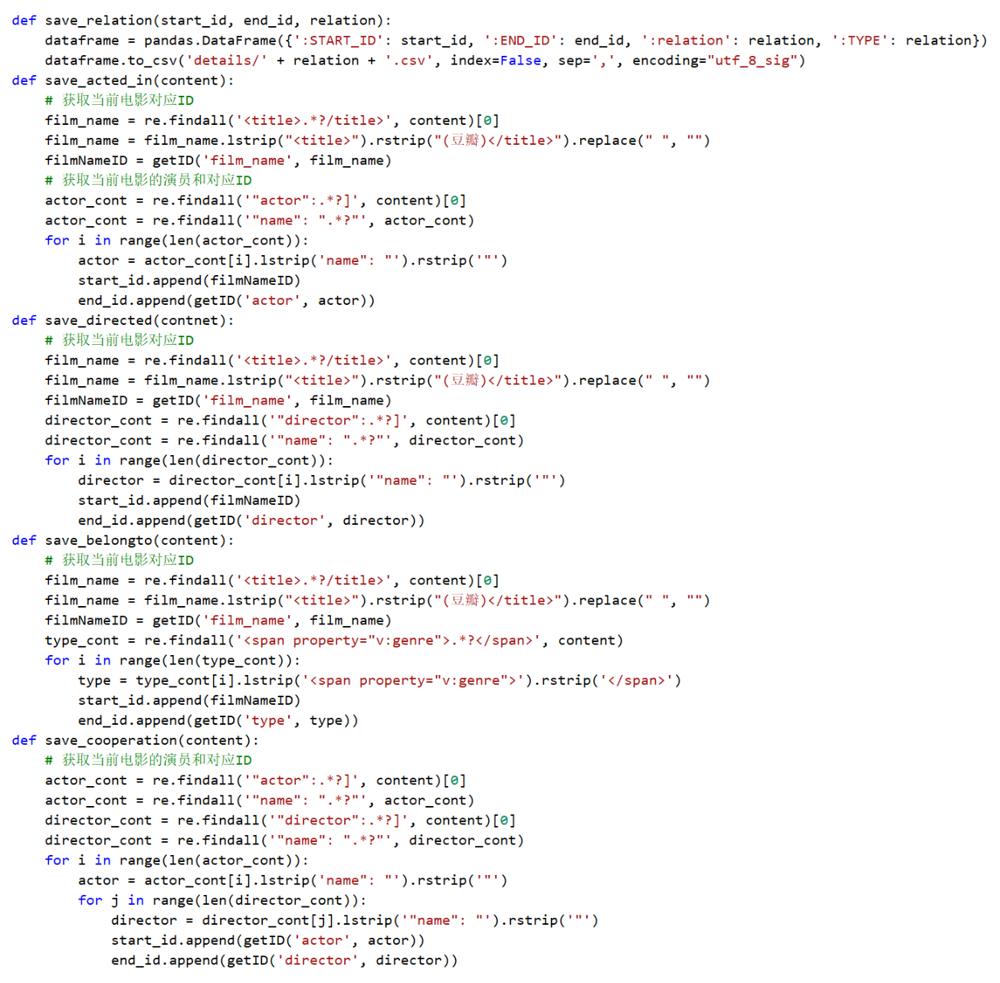 def save_relation(start_id, end_id, relation):
    dataframe = pandas.DataFrame({':START_ID': start_id, ':END_ID': end_id, ':relation': relation, ':TYPE': relation})
    dataframe.to_csv('details/' + relation + '.csv', index=False, sep=',', encoding="utf_8_sig")
def save_acted_in(content):
    # 获取当前电影对应ID
    film_name = re.findall('<title>.*?/title>', content)[0]
    film_name = film_name.lstrip("<title>").rstrip("(豆瓣)</title>").replace(" ", "")
    filmNameID = getID('film_name', film_name)
    # 获取当前电影的演员和对应ID
    actor_cont = re.findall('"actor":.*?]', content)[0]
    actor_cont = re.findall('"name": ".*?"', actor_cont)
    for i in range(len(actor_cont)):
        actor = actor_cont[i].lstrip('name": "').rstrip('"')
        start_id.append(filmNameID)
        end_id.append(getID('actor', actor))
def save_directed(contnet):
    # 获取当前电影对应ID
    film_name = re.findall('<title>.*?/title>', content)[0]
    film_name = film_name.lstrip("<title>").rstrip("(豆瓣)</title>").replace(" ", "")
    filmNameID = getID('film_name', film_name)
    director_cont = re.findall('"director":.*?]', content)[0]
    director_cont = re.findall('"name": ".*?"', director_cont)
    for i in range(len(director_cont)):
        director = director_cont[i].lstrip('"name": "').rstrip('"')
        start_id.append(filmNameID)
        end_id.append(getID('director', director))
def save_belongto(content):
    # 获取当前电影对应ID
    film_name = re.findall('<title>.*?/title>', content)[0]
    film_name = film_name.lstrip("<title>").rstrip("(豆瓣)</title>").replace(" ", "")
    filmNameID = getID('film_name', film_name)
    type_cont = re.findall('<span property="v:genre">.*?</span>', content)
    for i in range(len(type_cont)):
        type = type_cont[i].lstrip('<span property="v:genre">').rstrip('</span>')
        start_id.append(filmNameID)
        end_id.append(getID('type', type))
def save_cooperation(content):
    # 获取当前电影的演员和对应ID
    actor_cont = re.findall('"actor":.*?]', content)[0]
    actor_cont = re.findall('"name": ".*?"', actor_cont)
    director_cont = re.findall('"director":.*?]', content)[0]
    director_cont = re.findall('"name": ".*?"', director_cont)
    for i in range(len(actor_cont)):
        actor = actor_cont[i].lstrip('name": "').rstrip('"')
        for j in range(len(director_cont)):
            director = director_cont[j].lstrip('"name": "').rstrip('"')
            start_id.append(getID('actor', actor))
            end_id.append(getID('director', director))